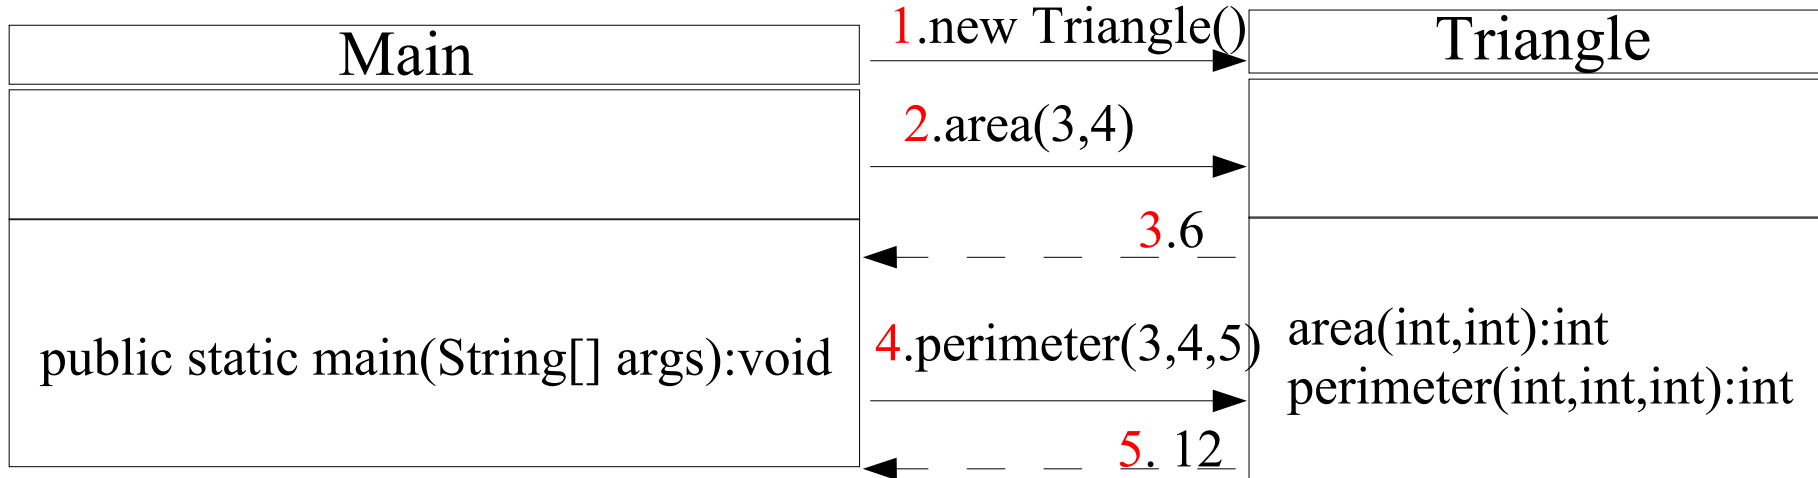 Main
public static main(String[] args):void
1.new Triangle()
2.area(3,4)
3.6
4.perimeter(3,4,5)
5. 12
Triangle
area(int,int):int
perimeter(int,int,int):int